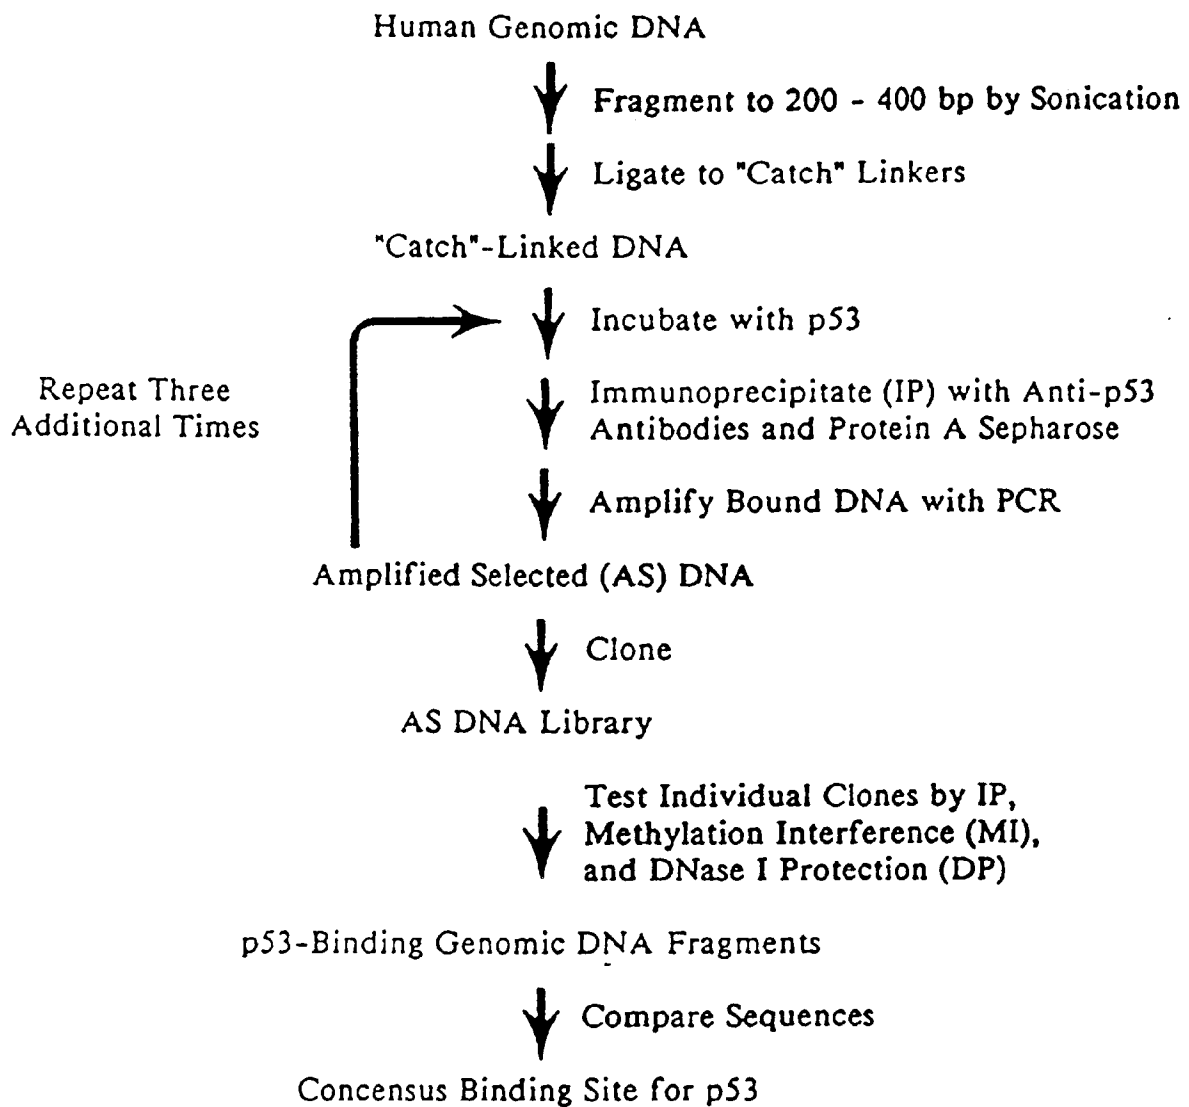 Human Genomic DNA
Fragment to 200 - 400 bp by Sonication
Ligate to "Catch" Linkers
"Catch"-Linked DNA
Incubate with p53
Repeat Three
Additional Times
Immunoprecipitate (IP) with Anti-p53
Antibodies and Protein A Sepharose
Amplify Bound DNA with PCR
Amplified Selected (AS) DNA
Clone
AS DNA Library
Test Individual Clones by IP,
Methylation Interference (MI),
and DNase I Protection (DP)
p53-Binding Genomic DNA Fragments
Compare Sequences
Concensus Binding Site for p53